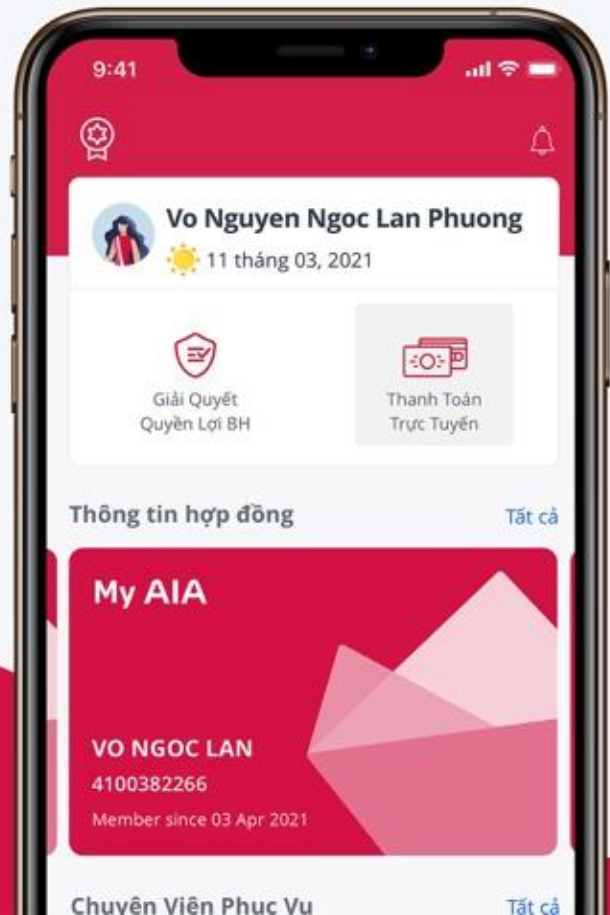 9:41
Vo Nguyen Ngoc Lan Phuong
11 tháng 03, 2021
Giải Quyết
Quyền Lợi BH
Thanh Toán
Trực Tuyến
Thông tin hợp đồng
Tất cả
My AIA
VO NGOC LAN
4100382266
Member since 03 Apr 2021
Chuyên Viên Phục Vụ
Tất cả